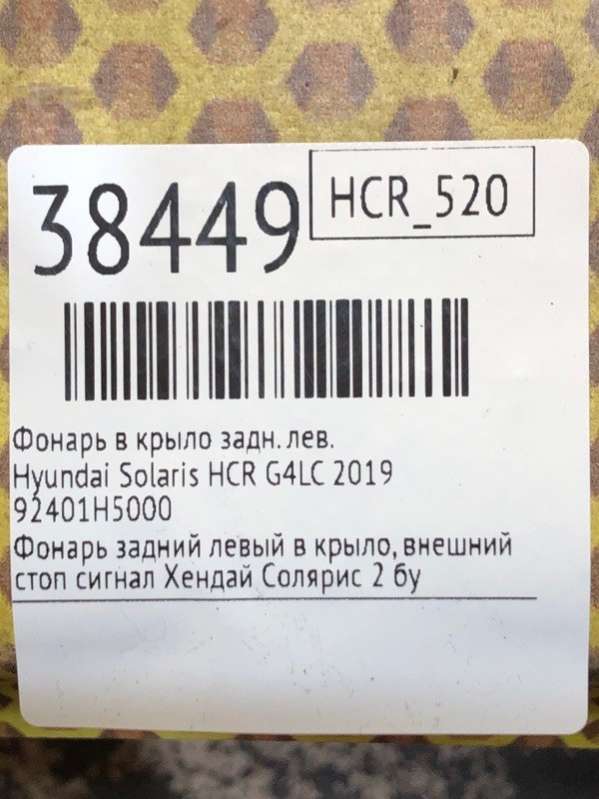 38449
HCR_520
Фонарь в крыло задн. лев.
Hyundai Solaris HCR G4LC 2019
92401H5000
Фонарь задний левый в крыло, внешний
стоп сигнал Хендай Солярис 2 бу